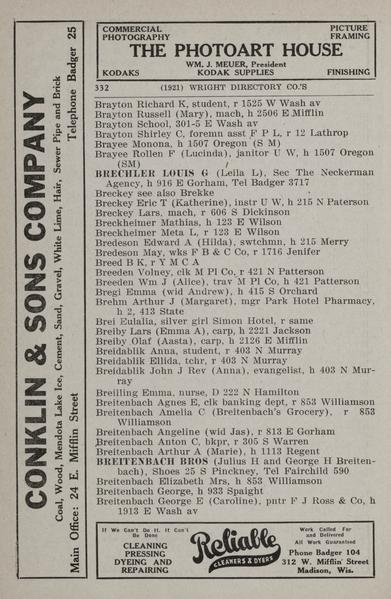 CONKLIN & SONS COMPANY
Coal, Wood, Mendota Lake Ice, Cement, Sand, Gravel, White Lime, Hair, Sewer Pipe and Brick
Main Office: 24 E. Mifflin Street Telephone Badger 25
COMMERCIAL PHOTOGRAPHY
PICTURE FRAMING
THE PHOTOART HOUSE
WM. J. MEUER, President
KODAKS KODAK SUPPLIES FINISHING
332 (1921) WRIGHT DIRECTORY CO.'S
Brayton Richard K, student, r 1525 W Wash av
Brayton Russell (Mary), mach, h 2506 E Mifflin
Brayton School, 301-5 E Wash av
Brayton Shirley C, foremn asst F P L, r 12 Lathrop
Brayee Monona, h 1507 Oregon (S M)
Brayee Rollen F (Lucinda), janitor U W, h 1507 Oregon
(SM)
BRECHLER LOUIS G (Leila L), Sec The Neckerman
Agency, h 916 E Gorham, Tel Badger 3717
Breckey see also Brekke
Breckey Eric T (Katherine), instr U W, h 215 N Paterson
Breckey Lars, mach, r 606 S Dickinson
Breckheimer Mathias, h 123 E Wilson
Breckheimer Meta L, r 123 E Wilson
Bredeson Edward A (Hilda), swtchmn, h 215 Merry
Bredeson May, wks F B & C Co, r 1716 Jenifer
Breed B K, r Y M C A
Breeden Volney, clk M Pl Co, r 421 N Patterson
Breeden Wm J (Alice), trav M Pl Co, h 421 N Patterson
Bregi Emma (wid Andrew), h 415 S Orchard
Brehm Arthur J (Margaret), mgr Park Hotel Pharmacy,
h 2, 413 State
Brei Eulalia, silver girl Simon Hotel, r same
Breiby Lars (Emma A), carp, h 2221 Jackson
Breiby Olaf (Aasta), carp, h 2126 E Mifflin
Breidablik Anna, student, r 403 N Murray
Breidablik Ellida, tchr, r 403 N Murray
Breidablik John J Rev (Anna), evangelist, h 403 N Mur-
ray
Breilling Emma, nurse, D 222 N Hamilton
Breitenbach Agnes E, clk banking dept, r 853 Williamson
Breitenbach Amelia C (Breitenbach's Grocery), r 853
Williamson
Breitenbach Angeline (wid Jas), r 813 E Gorham
Breitenbach Anton C, bkpr, r 305 S Warren
Breitenbach Arthur A (Marie), h 1113 Regent
BREITENBACH BROS (Julius H and George H Breiten-
bach), Shoes 25 S Pinckney, Tel Fairchild 590
Breitenbach Elizabeth Mrs, h 853 Williamson
Breitenbach George, h 933 Spaight
Breitenbach George E (Caroline), pntr F J Ross & Co, h
1913 E Wash av
If We Can't Do It, It Can't
Be Done
CLEANING
PRESSING
DYEING AND
REPAIRING
Reliable
CLEANERS & DYERS
Work Called For
and Delivered
All Work Guaranteed
Phone Badger 104
312 W. Mifflin Street
Madison, Wis.